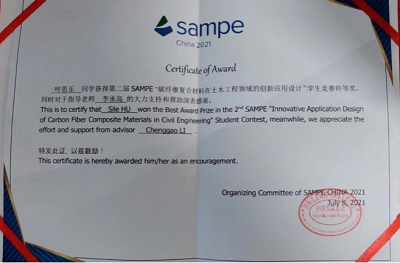 sampe
China 2021
Certificate of Award
同学获得第二届 SAMPE "碳纤维复合材料在土木工程领域的创新应用设计"学生竞赛特等奖,
同时对于指导老师 李承高 的大力支持和帮助深表感谢。
This is to certify that Sile HU won the Best Award Prize in the 2nd SAMPE "Innovative Application Design
of Carbon Fiber Composite Materials in Civil Engineering" Student Contest, meanwhile, we appreciate the
effort and support from advisor Chenggao LI .
特发此证,以兹鼓励!
This certificate is hereby awarded him/her as an encouragement.
Organizing Committee of SAMPE CHINA 2021
July 8, 2021